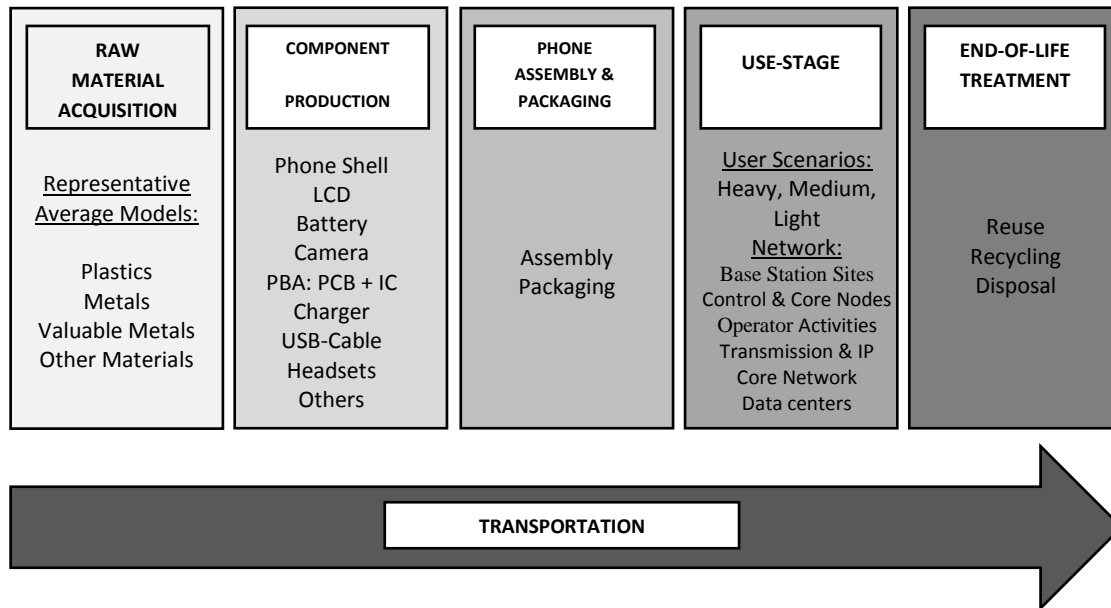 RAW
MATERIAL
ACQUISITION
Representative
Average Models:
Plastics
Metals
Valuable Metals
Other Materials
COMPONENT
PRODUCTION
Phone Shell
LCD
Battery
Camera
PBA: PCB + IC
Charger
USB-Cable
Headsets
Others
PHONE
ASSEMBLY &
PACKAGING
Assembly
Packaging
USE-STAGE
User Scenarios:
Heavy, Medium,
Light
Network:
Base Station Sites
Control & Core Nodes
Operator Activities
Transmission & IP
Core Network
Data centers
END-OF-LIFE
TREATMENT
Reuse
Recycling
Disposal
TRANSPORTATION